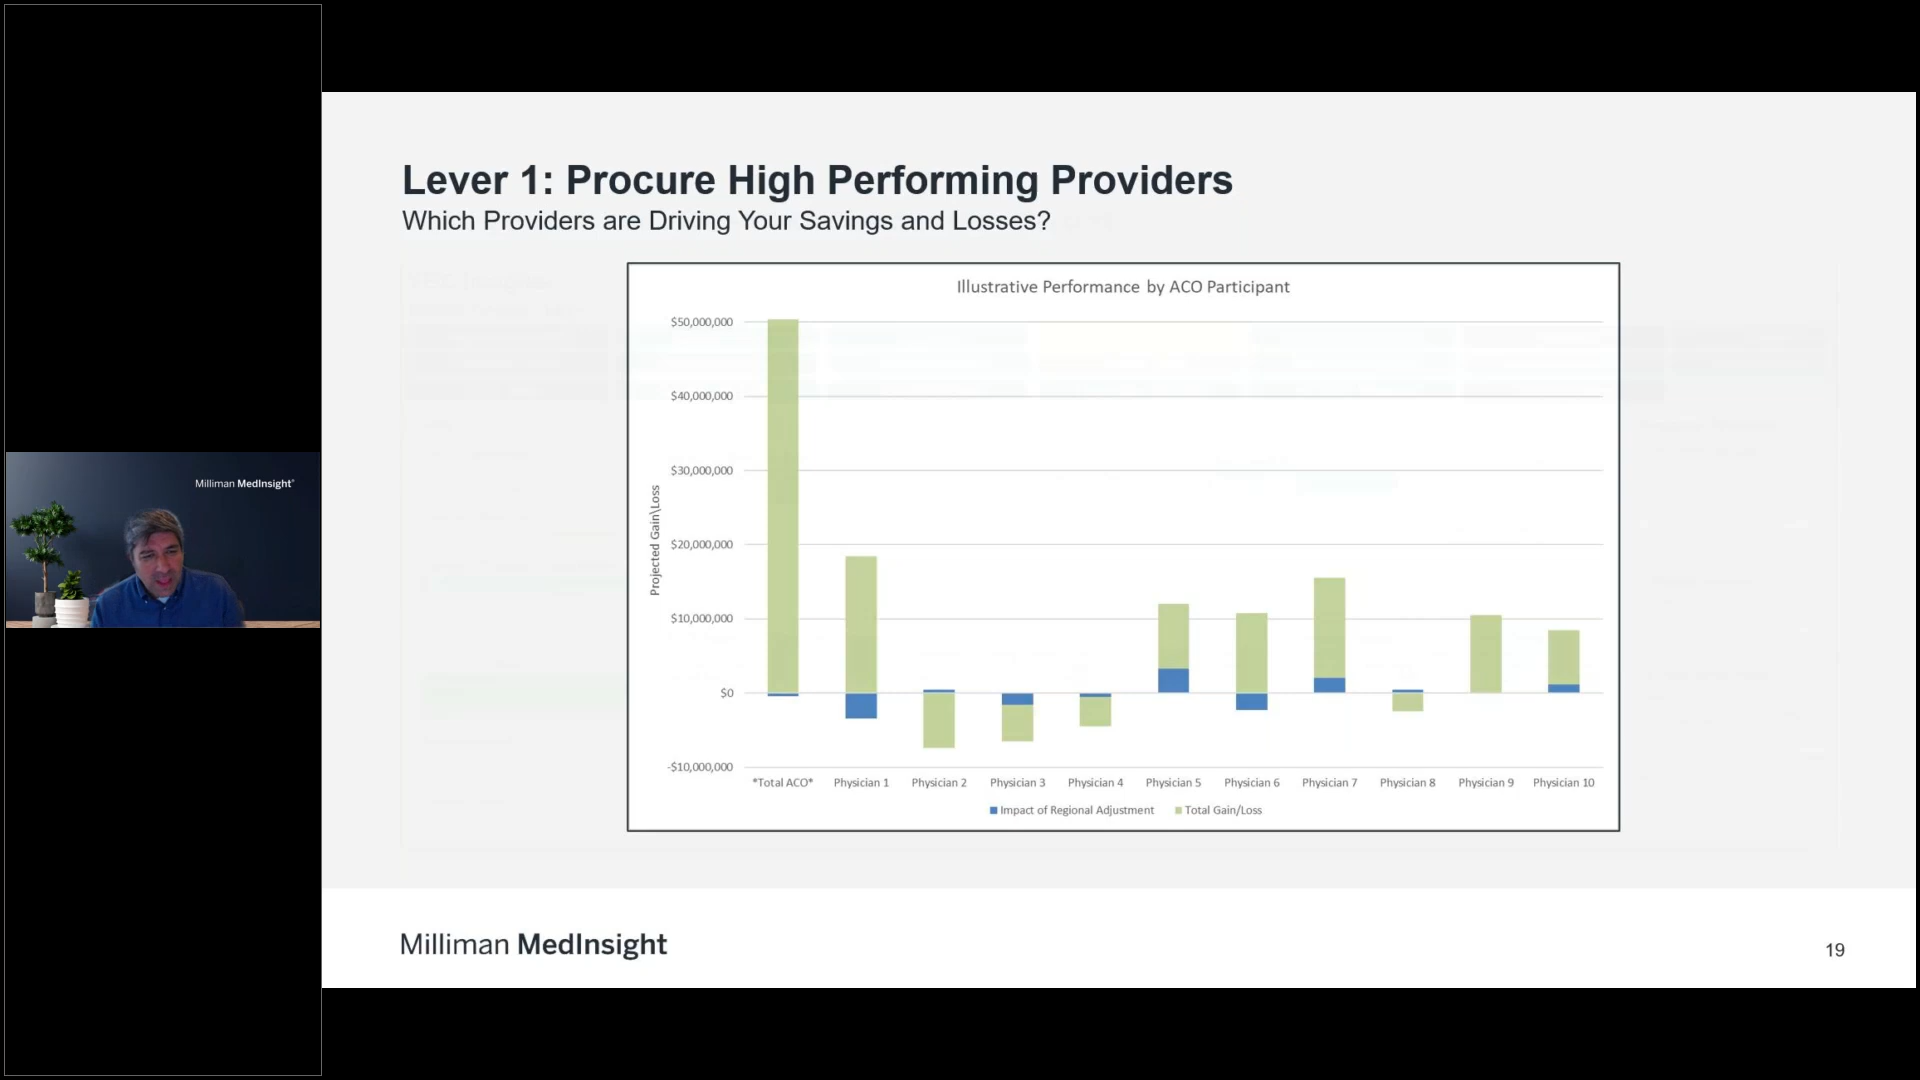 Milliman MedInsight®
Lever 1: Procure High Performing Providers
Which Providers are Driving Your Savings and Losses?
Illustrative Performance by ACO Participant
Projected Gain\Loss
$50,000,000
$40,000,000
$30,000,000
$20,000,000
$10,000,000
$0
-$10,000,000
*Total ACO* Physician 1 Physician 2 Physician 3 Physician 4 Physician 5 Physician 6 Physician 7 Physician 8 Physician 9 Physician 10
Impact of Regional Adjustment Total Gain/Loss
Milliman MedInsight
19